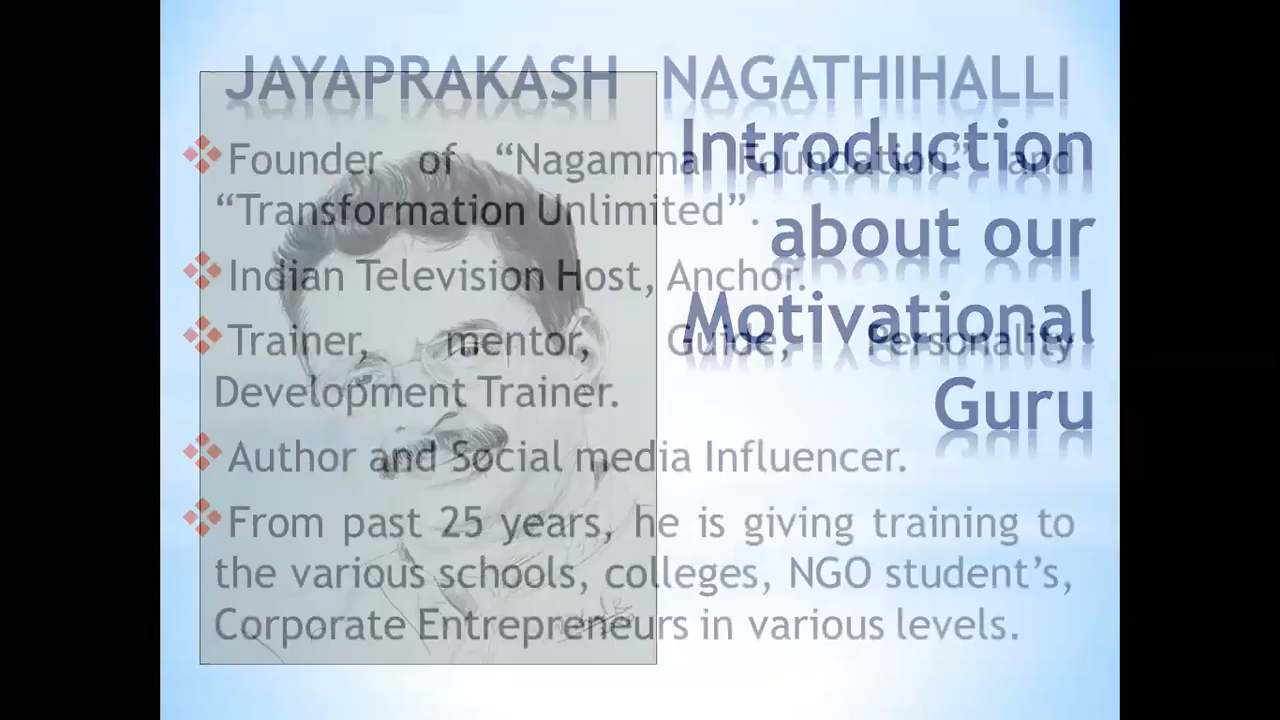 JAYAPRAKASH NAGATHIHALLI
Introduction
about our
Motivational
Guru
Founder of “Nagamma Foundation” and
“Transformation Unlimited”.
Indian Television Host, Anchor.
Trainer, mentor, Guide, Personality
Development Trainer.
Author and Social media Influencer.
From past 25 years, he is giving training to
the various schools, colleges, NGO student’s,
Corporate Entrepreneurs in various levels.